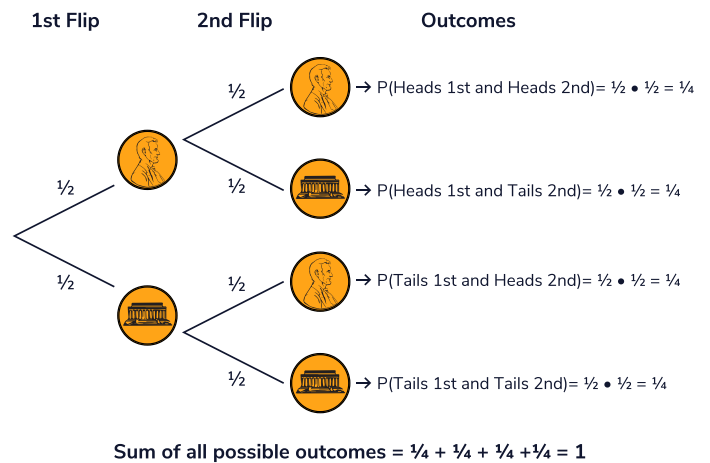 1st Flip 2nd Flip Outcomes
½ P(Heads 1st and Heads 2nd)= ½ • ½ = ¼
½
½ P(Heads 1st and Tails 2nd)= ½ • ½ = ¼
½ ½ P(Tails 1st and Heads 2nd)= ½ • ½ = ¼
½ P(Tails 1st and Tails 2nd)= ½ • ½ = ¼
Sum of all possible outcomes = ¼ + ¼ + ¼ +¼ = 1